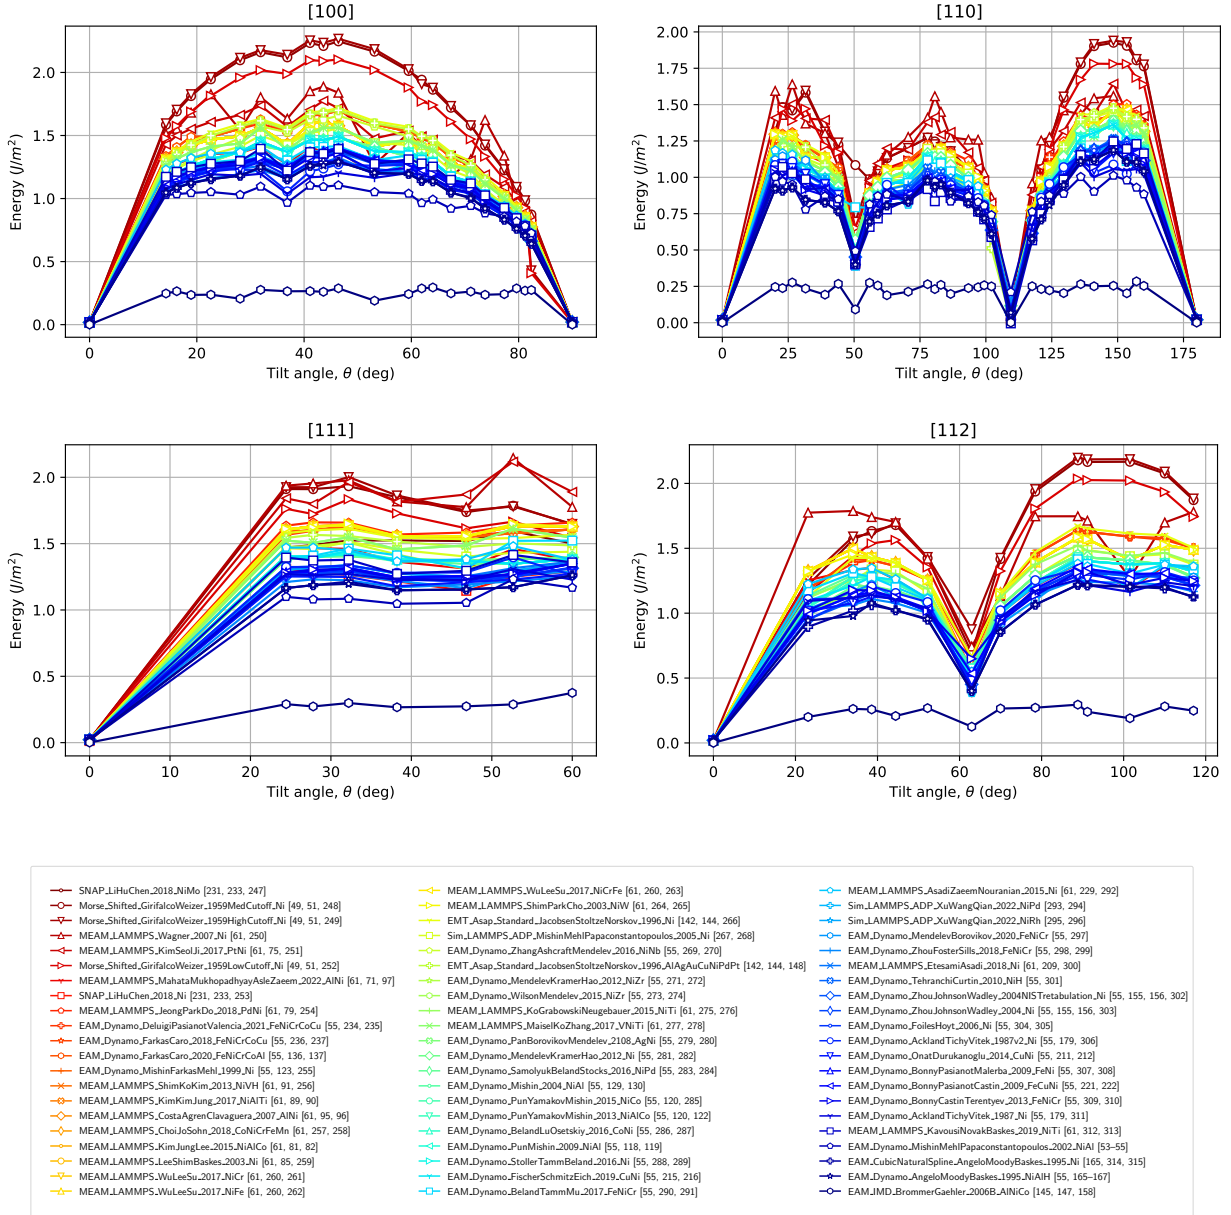 [100]
[110]
Energy (J/m²)
2.0
1.5
1.0
0.5
0.0
0
20
40
60
80
Tilt angle, θ (deg)
Energy (J/m²)
2.00
1.75
1.50
1.25
1.00
0.75
0.50
0.25
0.00
0
25
50
75
100
125
150
175
Tilt angle, θ (deg)
[111]
[112]
Energy (J/m²)
2.0
1.5
1.0
0.5
0.0
0
10
20
30
40
50
60
Tilt angle, θ (deg)
Energy (J/m²)
2.0
1.5
1.0
0.5
0.0
0
20
40
60
80
100
120
Tilt angle, θ (deg)
SNAP_LiHuChen_2018_NiMo [231, 233, 247]
Morse_Shifted_GirifalcoWeizer_1959MedCutoff_Ni [49, 51, 248]
Morse_Shifted_GirifalcoWeizer_1959HighCutoff_Ni [49, 51, 249]
MEAM_LAMMPS_Wagner_2007_Ni [61, 250]
MEAM_LAMMPS_KimSeolJi_2017_PtNi [61, 75, 251]
Morse_Shifted_GirifalcoWeizer_1959LowCutoff_Ni [49, 51, 252]
MEAM_LAMMPS_MahataMukhopadhyayAsleZaeem_2022_AlNi [61, 71, 97]
SNAP_LiHuChen_2018_Ni [231, 233, 253]
MEAM_LAMMPS_JeongParkDo_2018_PdNi [61, 79, 254]
EAM_Dynamo_DeluigiPasianotValencia_2021_FeNiCrCoCu [55, 234, 235]
EAM_Dynamo_FarkasCaro_2018_FeNiCrCoCu [55, 236, 237]
EAM_Dynamo_FarkasCaro_2020_FeNiCrCoAl [55, 136, 137]
EAM_Dynamo_MishinFarkasMehl_1999_Ni [55, 123, 255]
MEAM_LAMMPS_ShimKoKim_2013_NiVH [61, 91, 256]
MEAM_LAMMPS_KimKimJung_2017_NiAlTi [61, 89, 90]
MEAM_LAMMPS_CostaAgrenClavaguera_2007_AlNi [61, 95, 96]
MEAM_LAMMPS_ChoiJoSohn_2018_CoNiCrFeMn [61, 257, 258]
MEAM_LAMMPS_KimJungLee_2015_NiAlCo [61, 81, 82]
MEAM_LAMMPS_LeeShimBaskes_2003_Ni [61, 85, 259]
MEAM_LAMMPS_WuLeeSu_2017_NiCr [61, 260, 261]
MEAM_LAMMPS_WuLeeSu_2017_NiFe [61, 260, 262]
MEAM_LAMMPS_WuLeeSu_2017_NiCrFe [61, 260, 263]
MEAM_LAMMPS_ShimParkCho_2003_NiW [61, 264, 265]
EMT_Asap_Standard_JacobsenStoltzeNorskov_1996_Ni [142, 144, 266]
Sim_LAMMPS_ADP_MishinMehlPapaconstantopoulos_2005_Ni [267, 268]
EAM_Dynamo_ZhangAshcraftMendelev_2016_NiNb [55, 269, 270]
EMT_Asap_Standard_JacobsenStoltzeNorskov_1996_AlAgAuCuNiPdPt [142, 144, 148]
EAM_Dynamo_MendelevKramerHao_2012_NiZr [55, 271, 272]
EAM_Dynamo_WilsonMendelev_2015_NiZr [55, 273, 274]
MEAM_LAMMPS_KoGrabowskiNeugebauer_2015_NiTi [61, 275, 276]
MEAM_LAMMPS_MaiselKoZhang_2017_VNiTi [61, 277, 278]
EAM_Dynamo_PanBorovikovMendelev_2108_AgNi [55, 279, 280]
EAM_Dynamo_MendelevKramerHao_2012_Ni [55, 281, 282]
EAM_Dynamo_SamolyukBelandStocks_2016_NiPd [55, 283, 284]
EAM_Dynamo_Mishin_2004_NiAl [55, 129, 130]
EAM_Dynamo_PunYamakovMishin_2015_NiCo [55, 120, 285]
EAM_Dynamo_PunYamakovMishin_2013_NiAlCo [55, 120, 122]
EAM_Dynamo_BelandLuOsetskiy_2016_CoNi [55, 286, 287]
EAM_Dynamo_PunMishin_2009_NiAl [55, 118, 119]
EAM_Dynamo_StollerTammBeland_2016_Ni [55, 288, 289]
EAM_Dynamo_FischerSchmitzEich_2019_CuNi [55, 215, 216]
EAM_Dynamo_BelandTammMu_2017_FeNiCr [55, 290, 291]
MEAM_LAMMPS_AsadiZaeemNouranian_2015_Ni [61, 229, 292]
Sim_LAMMPS_ADP_XuWangQian_2022_NiPd [293, 294]
Sim_LAMMPS_ADP_XuWangQian_2022_NiRh [295, 296]
EAM_Dynamo_MendelevBorovikov_2020_FeNiCr [55, 297]
EAM_Dynamo_ZhouFosterSills_2018_FeNiCr [55, 298, 299]
MEAM_LAMMPS_EtesamiAsadi_2018_Ni [61, 209, 300]
EAM_Dynamo_TehranchiCurtin_2010_NiH [55, 301]
EAM_Dynamo_ZhouJohnsonWadley_2004NISTretabulation_Ni [55, 155, 156, 302]
EAM_Dynamo_ZhouJohnsonWadley_2004_Ni [55, 155, 156, 303]
EAM_Dynamo_FoilesHoyt_2006_Ni [55, 304, 305]
EAM_Dynamo_AcklandTichyVitek_1987v2_Ni [55, 179, 306]
EAM_Dynamo_OnatDurukanoglu_2014_CuNi [55, 211, 212]
EAM_Dynamo_BonnyPasianotMalerba_2009_FeNi [55, 307, 308]
EAM_Dynamo_BonnyPasianotCastin_2009_FeCuNi [55, 221, 222]
EAM_Dynamo_BonnyCastinTerentyev_2013_FeNiCr [55, 309, 310]
EAM_Dynamo_AcklandTichyVitek_1987_Ni [55, 179, 311]
MEAM_LAMMPS_KavousiNovakBaskes_2019_NiTi [61, 312, 313]
EAM_Dynamo_MishinMehlPapaconstantopoulos_2002_NiAl [53–55]
EAM_CubicNaturalSpline_AngeloMoodyBaskes_1995_Ni [165, 314, 315]
EAM_Dynamo_AngeloMoodyBaskes_1995_NiAlH [55, 165–167]
EAM_IMD_BrommerGaehler_2006B_AlNiCo [145, 147, 158]